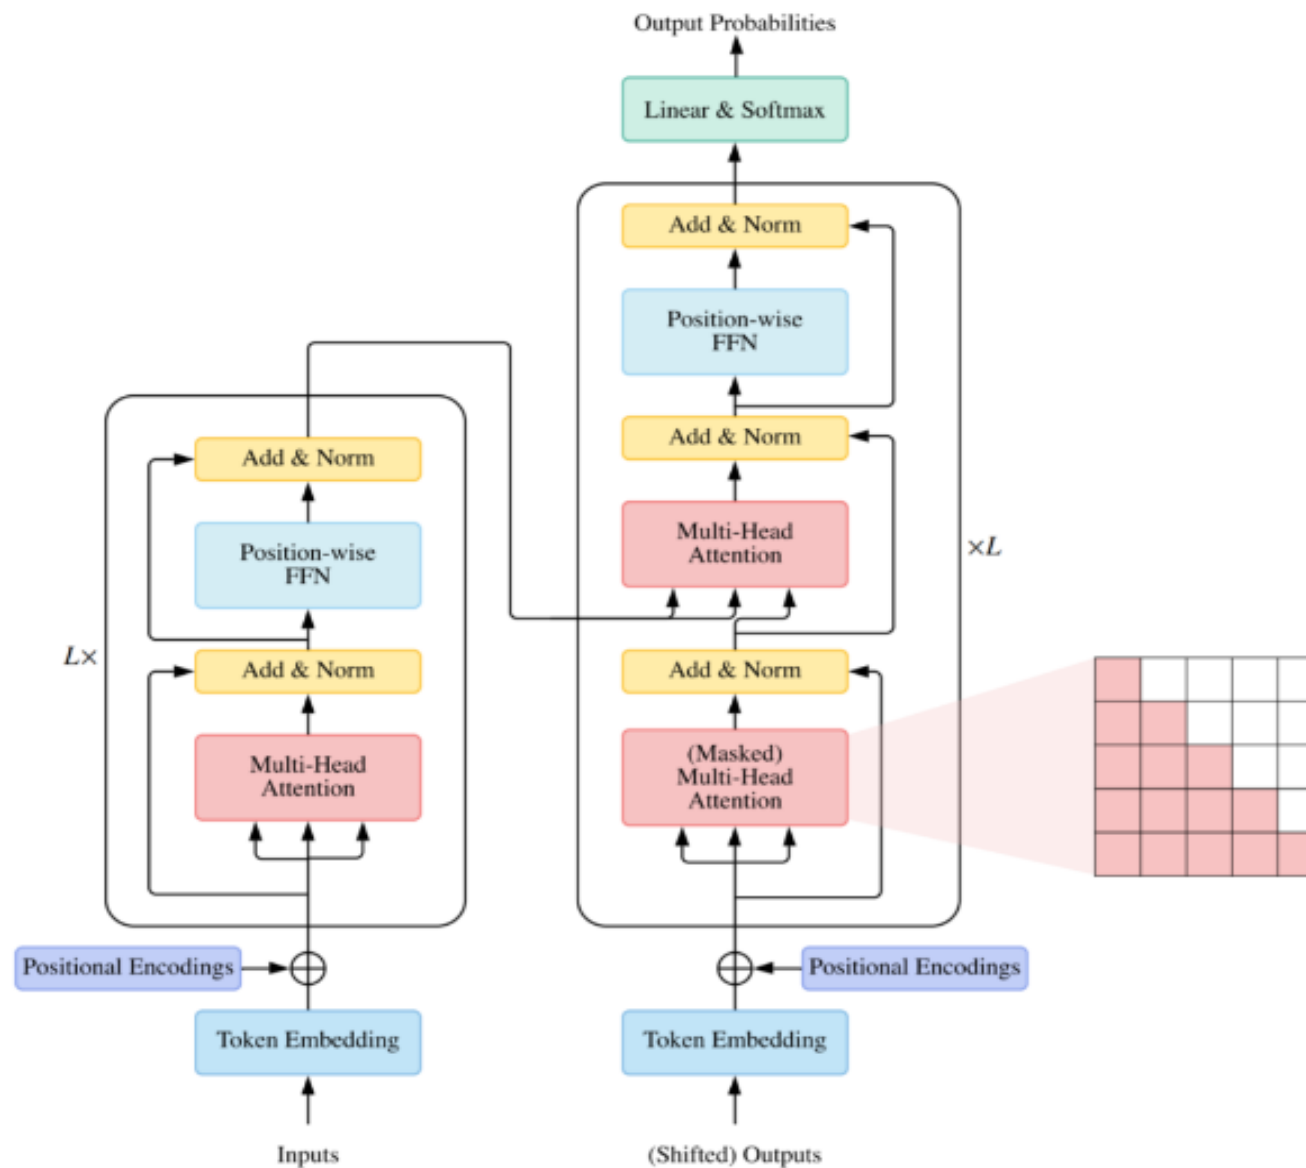 Output Probabilities
Linear & Softmax
Add & Norm
Position-wise
FFN
Add & Norm
Multi-Head
Attention
×L
Add & Norm
(Masked)
Multi-Head
Attention
Positional Encodings
Token Embedding
(Shifted) Outputs
Add & Norm
Position-wise
FFN
L×
Add & Norm
Multi-Head
Attention
Positional Encodings
Token Embedding
Inputs